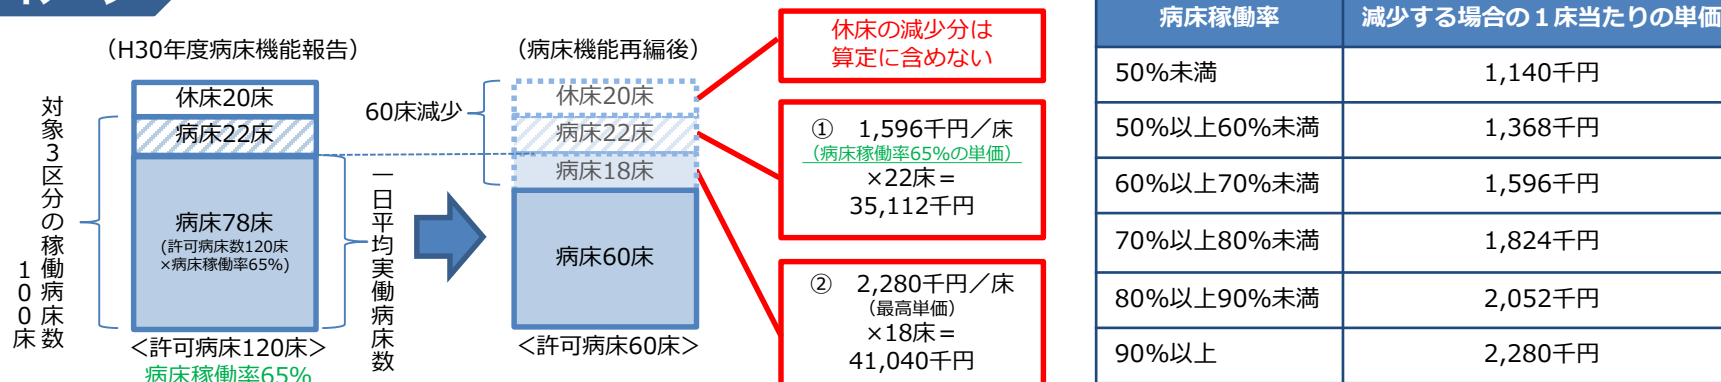 （H30年度病床機能報告）
休床20床
病床22床
病床78床
(許可病床数120床
×病床稼働率65%)
対象３区分の稼働病床数
１００床
一日平均実働病床数
＜許可病床120床＞
病床稼働率65%
（病床機能再編後）
60床減少
休床20床
病床22床
病床18床
病床60床
＜許可病床60床＞
休床の減少分は
算定に含めない
①　1,596千円／床
（病床稼働率65%の単価）
×22床＝
35,112千円
②　2,280千円／床
（最高単価）
×18床＝
41,040千円
病床稼働率　減少する場合の１床当たりの単価
50%未満　1,140千円
50%以上60%未満　1,368千円
60%以上70%未満　1,596千円
70%以上80%未満　1,824千円
80%以上90%未満　2,052千円
90%以上　2,280千円